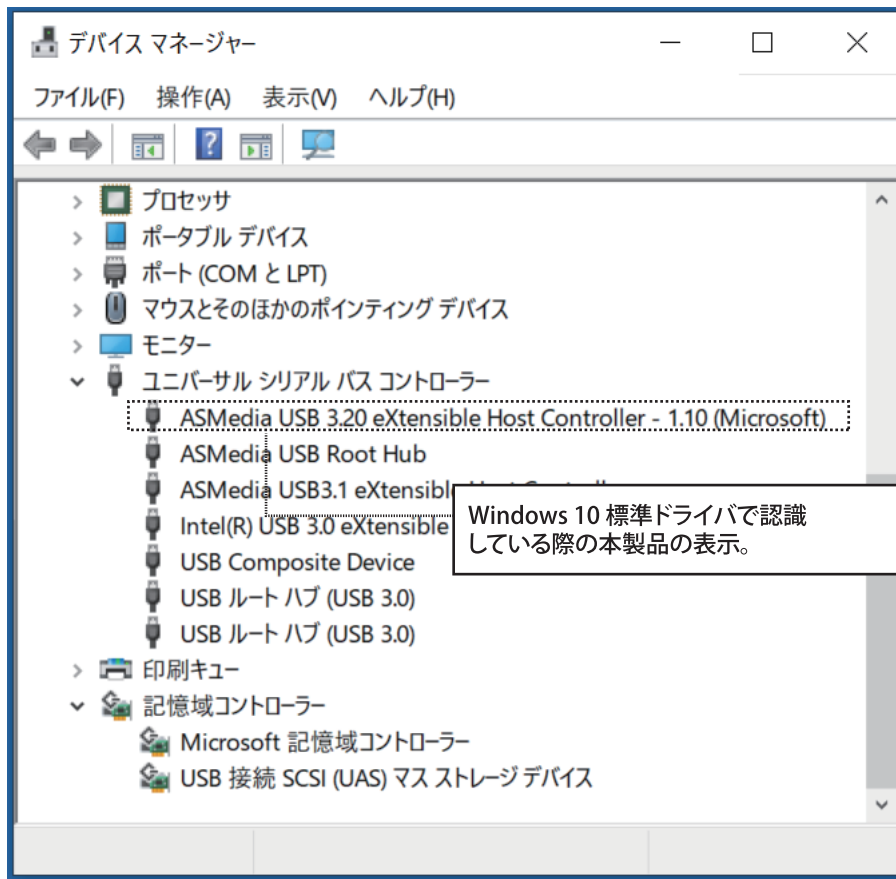 デバイス マネージャー
ファイル(F) 操作(A) 表示(V) ヘルプ(H)
プロセッサ
ポータブル デバイス
ポート (COM と LPT)
マウスとそのほかのポインティング デバイス
モニター
ユニバーサル シリアル バス コントローラー
ASMedia USB 3.20 eXtensible Host Controller - 1.10 (Microsoft)
ASMedia USB Root Hub
ASMedia USB3.1 eXtensible
Intel(R) USB 3.0 eXtensible
Windows 10 標準ドライバで認識
している際の本製品の表示。
USB Composite Device
USB ルート ハブ (USB 3.0)
USB ルート ハブ (USB 3.0)
印刷キュー
記憶域コントローラー
Microsoft 記憶域コントローラー
USB 接続 SCSI (UAS) マス ストレージ デバイス